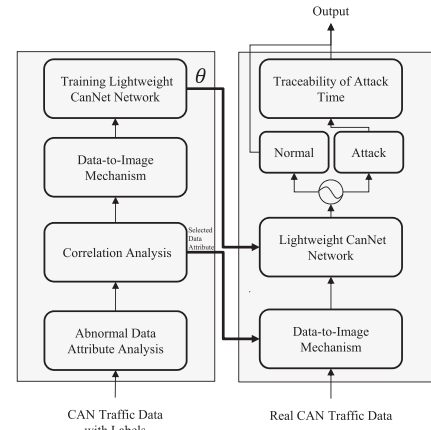 Output
Training Lightweight
CanNet Network
θ
Traceability of Attack
Time
Data-to-Image
Mechanism
Normal
Attack
Selected
Data
Attribute
Correlation Analysis
Lightweight CanNet
Network
Abnormal Data
Attribute Analysis
Data-to-Image
Mechanism
CAN Traffic Data
with Labels
Real CAN Traffic Data